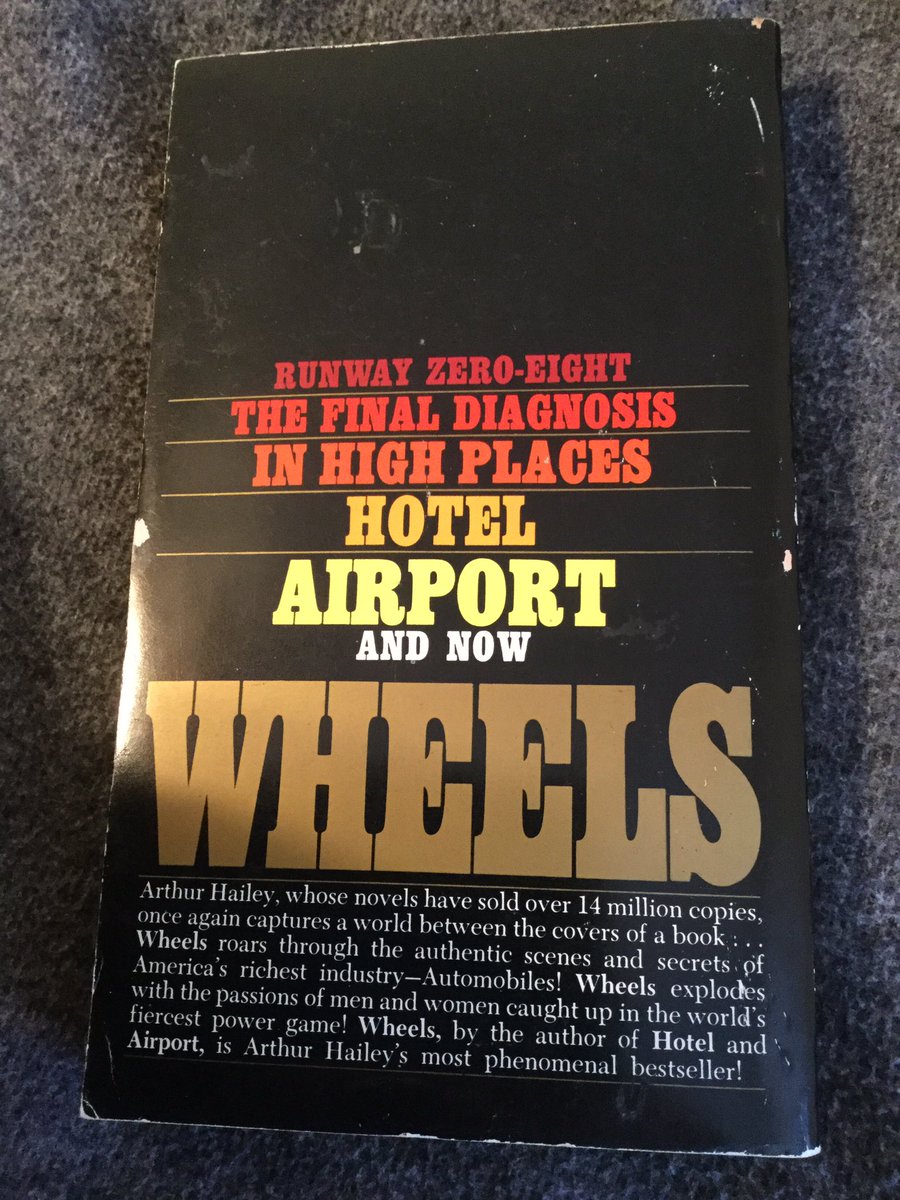 RUNWAY ZERO-EIGHT
THE FINAL DIAGNOSIS
IN HIGH PLACES
HOTEL
AIRPORT
AND NOW
WHEELS
Arthur Hailey, whose novels have sold over 14 million copies,
once again captures a world between the covers of a book . . .
Wheels roars through the authentic scenes and secrets of
America's richest industry—Automobiles! Wheels explodes
with the passions of men and women caught up in the world's
fiercest power game! Wheels, by the author of Hotel and
Airport, is Arthur Hailey's most phenomenal bestseller!